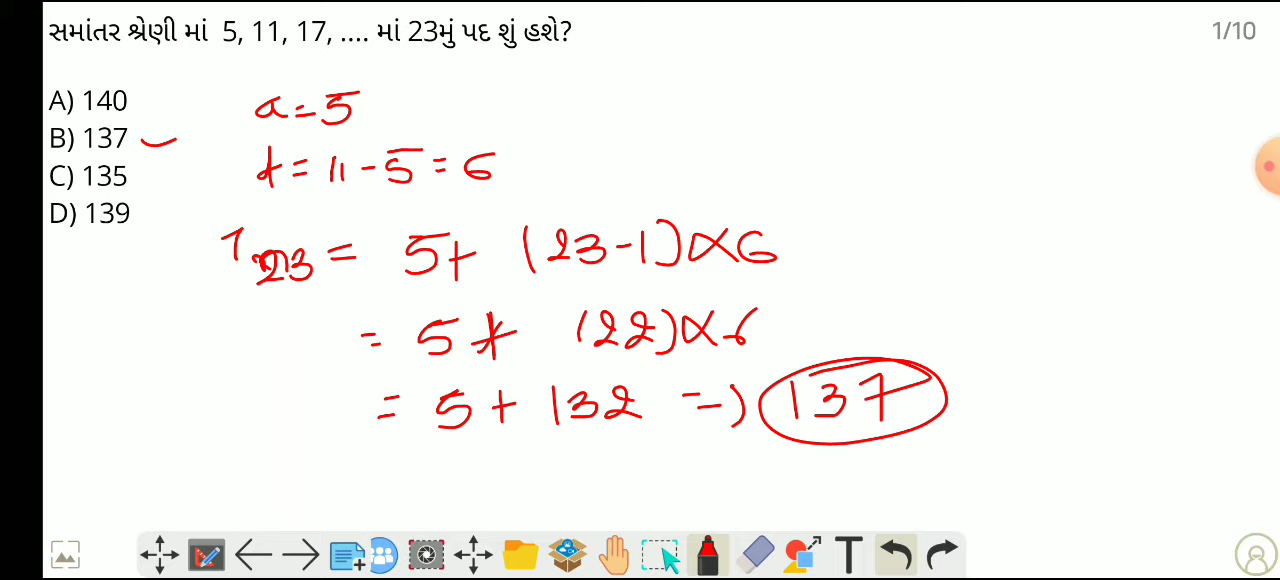 સમાંતર શ્રેણી માં 5, 11, 17, .... માં 23મું પદ શું હશે?
1/10
A) 140
B) 137
C) 135
D) 139
a = 5
d = 11 - 5 = 6
T23 = 5 + (23-1) × 6
= 5 + (22) × 6
= 5 + 132 => 137
T